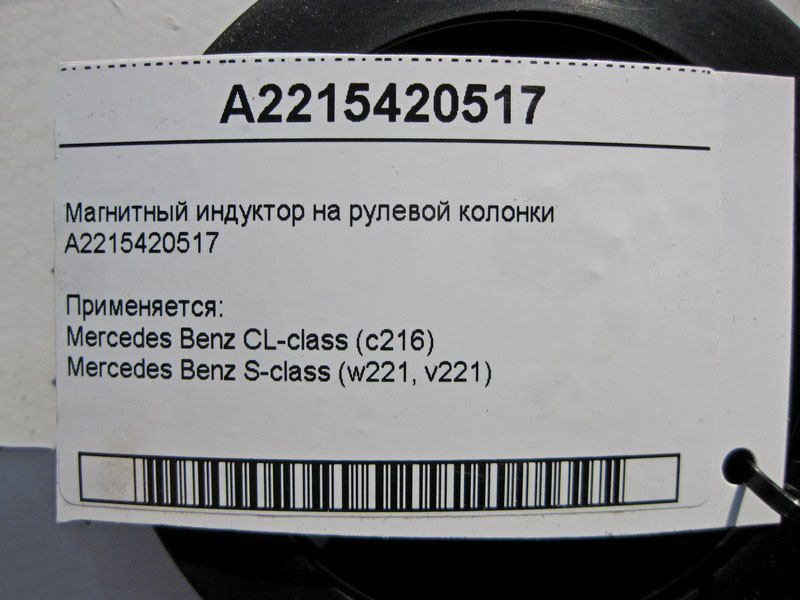 A2215420517
Магнитный индуктор на рулевой колонки
A2215420517
Применяется:
Mercedes Benz CL-class (c216)
Mercedes Benz S-class (w221, v221)